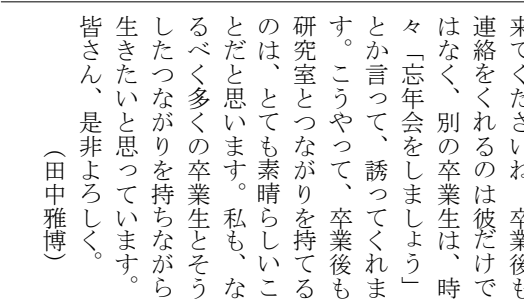 来てくださいね。卒業後も
連絡をくれるのは彼だけで
はなく、別の卒業生は、時
々「忘年会をしましょう」
とか言って、誘ってくれま
す。こうやって、卒業後も
研究室とつながりを持てる
のは、とても素晴らしいこ
とだと思います。私も、な
るべく多くの卒業生とそう
したつながりを持ちながら
生きたいと思っています。
皆さん、是非よろしく。
（田中雅博）